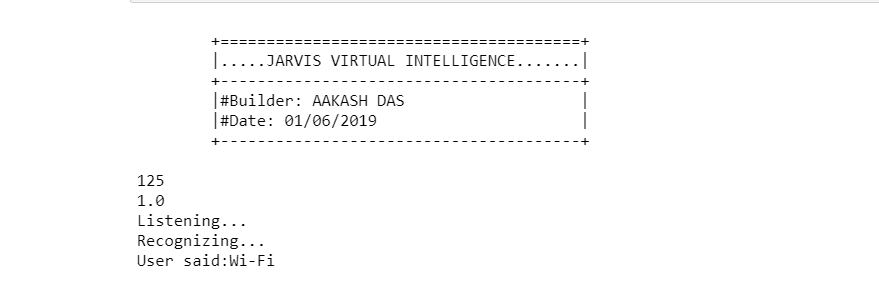 +=======================================+
|.....JARVIS VIRTUAL INTELLIGENCE.......|
+---------------------------------------+
|#Builder: AAKASH DAS                   |
|#Date: 01/06/2019                      |
+---------------------------------------+
125
1.0
Listening...
Recognizing...
User said:Wi-Fi